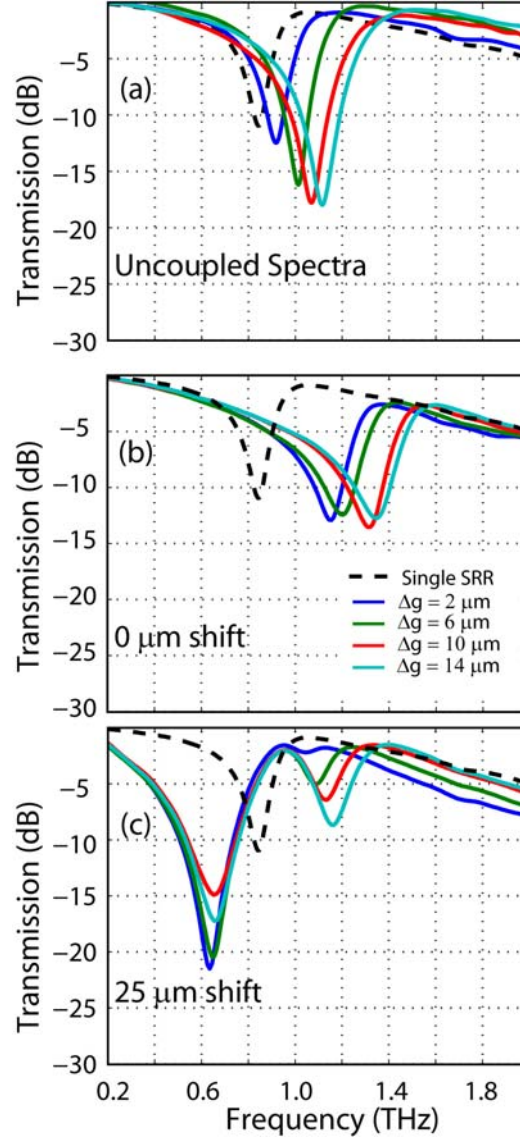 −5
−10
−15
−20
−25
−30
Transmission (dB)
(a)
Uncoupled Spectra
−5
−10
−15
−20
−25
−30
Transmission (dB)
(b)
0 μm shift
Single SRR
Δg = 2 μm
Δg = 6 μm
Δg = 10 μm
Δg = 14 μm
−5
−10
−15
−20
−25
−30
Transmission (dB)
(c)
25 μm shift
0.2 0.6 1.0 1.4 1.8
Frequency (THz)